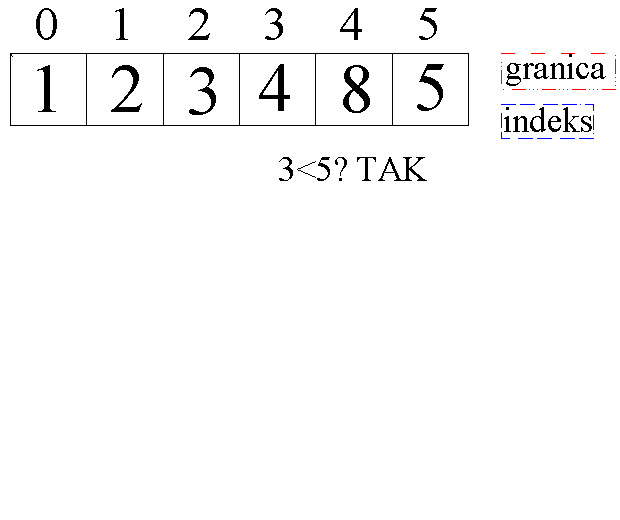 0 1 2 3 4 5
1 2 3 4 8 5
granica
indeks
3<5? TAK